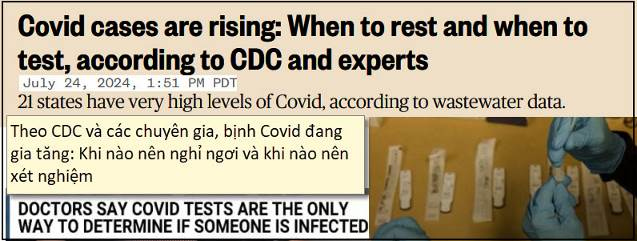 Covid cases are rising: When to rest and when to
test, according to CDC and experts
July 24, 2024, 1:51 PM PDT
21 states have very high levels of Covid, according to wastewater data.
Theo CDC và các chuyên gia, bịnh Covid đang
gia tăng: Khi nào nên nghỉ ngơi và khi nào nên
xét nghiệm
DOCTORS SAY COVID TESTS ARE THE ONLY
WAY TO DETERMINE IF SOMEONE IS INFECTED